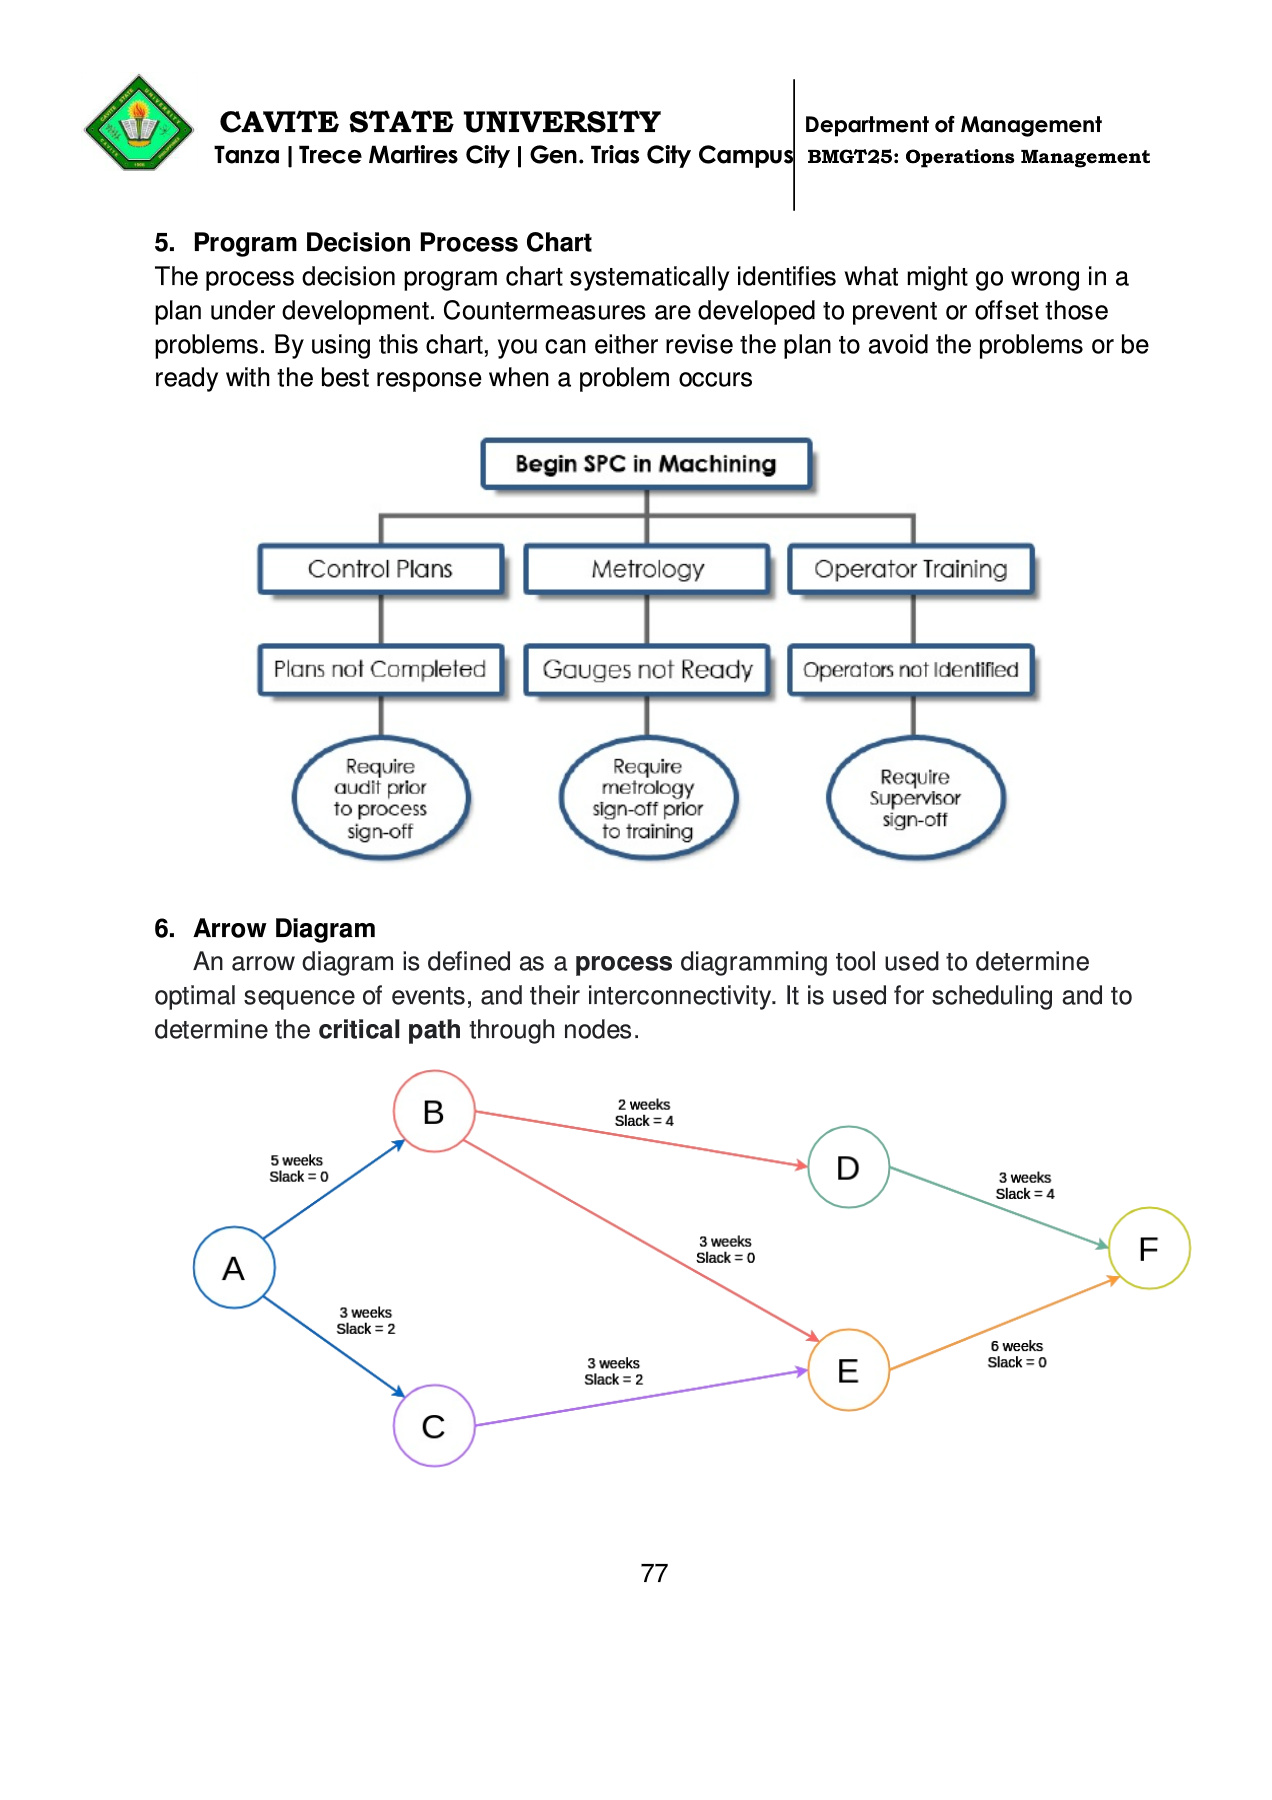 CAVITE STATE UNIVERSITY
Tanza | Trece Martires City | Gen. Trias City Campus
Department of Management
BMGT25: Operations Management
5. Program Decision Process Chart
The process decision program chart systematically identifies what might go wrong in a
plan under development. Countermeasures are developed to prevent or offset those
problems. By using this chart, you can either revise the plan to avoid the problems or be
ready with the best response when a problem occurs
Begin SPC in Machining
Control Plans
Metrology
Operator Training
Plans not Completed
Gauges not Ready
Operators not Identified
Require
audit prior
to process
sign-off
Require
metrology
sign-off prior
to training
Require
Supervisor
sign-off
6. Arrow Diagram
An arrow diagram is defined as a process diagramming tool used to determine
optimal sequence of events, and their interconnectivity. It is used for scheduling and to
determine the critical path through nodes.
B
2 weeks
Slack = 4
5 weeks
Slack = 0
D
3 weeks
Slack = 4
A
3 weeks
Slack = 0
F
3 weeks
Slack = 2
3 weeks
Slack = 2
E
6 weeks
Slack = 0
C
77